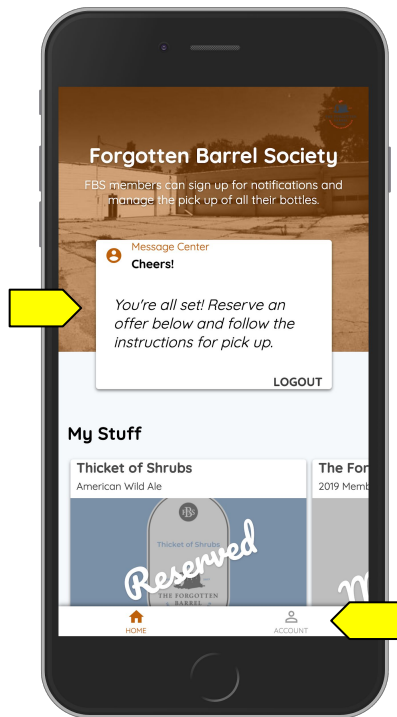 Forgotten Barrel Society
FBS members can sign up for notifications and
manage the pick up of all their bottles.
Message Center
Cheers!
You're all set! Reserve an
offer below and follow the
instructions for pick up.
LOGOUT
My Stuff
Thicket of Shrubs
American Wild Ale
The For
2019 Memb
FBS
Thicket of Shrubs
Reserved
THE FORGOTTEN
BARREL
HOME
ACCOUNT